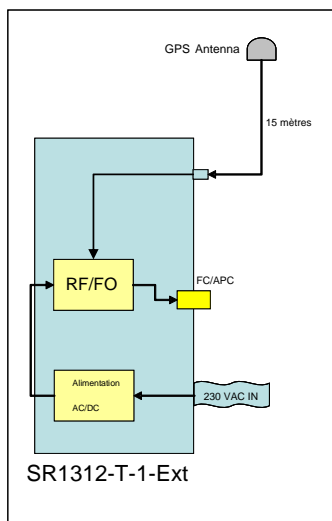 GPS Antenna
15 mètres
RF/FO
FC/APC
Alimentation
AC/DC
230 VAC IN
SR1312-T-1-Ext